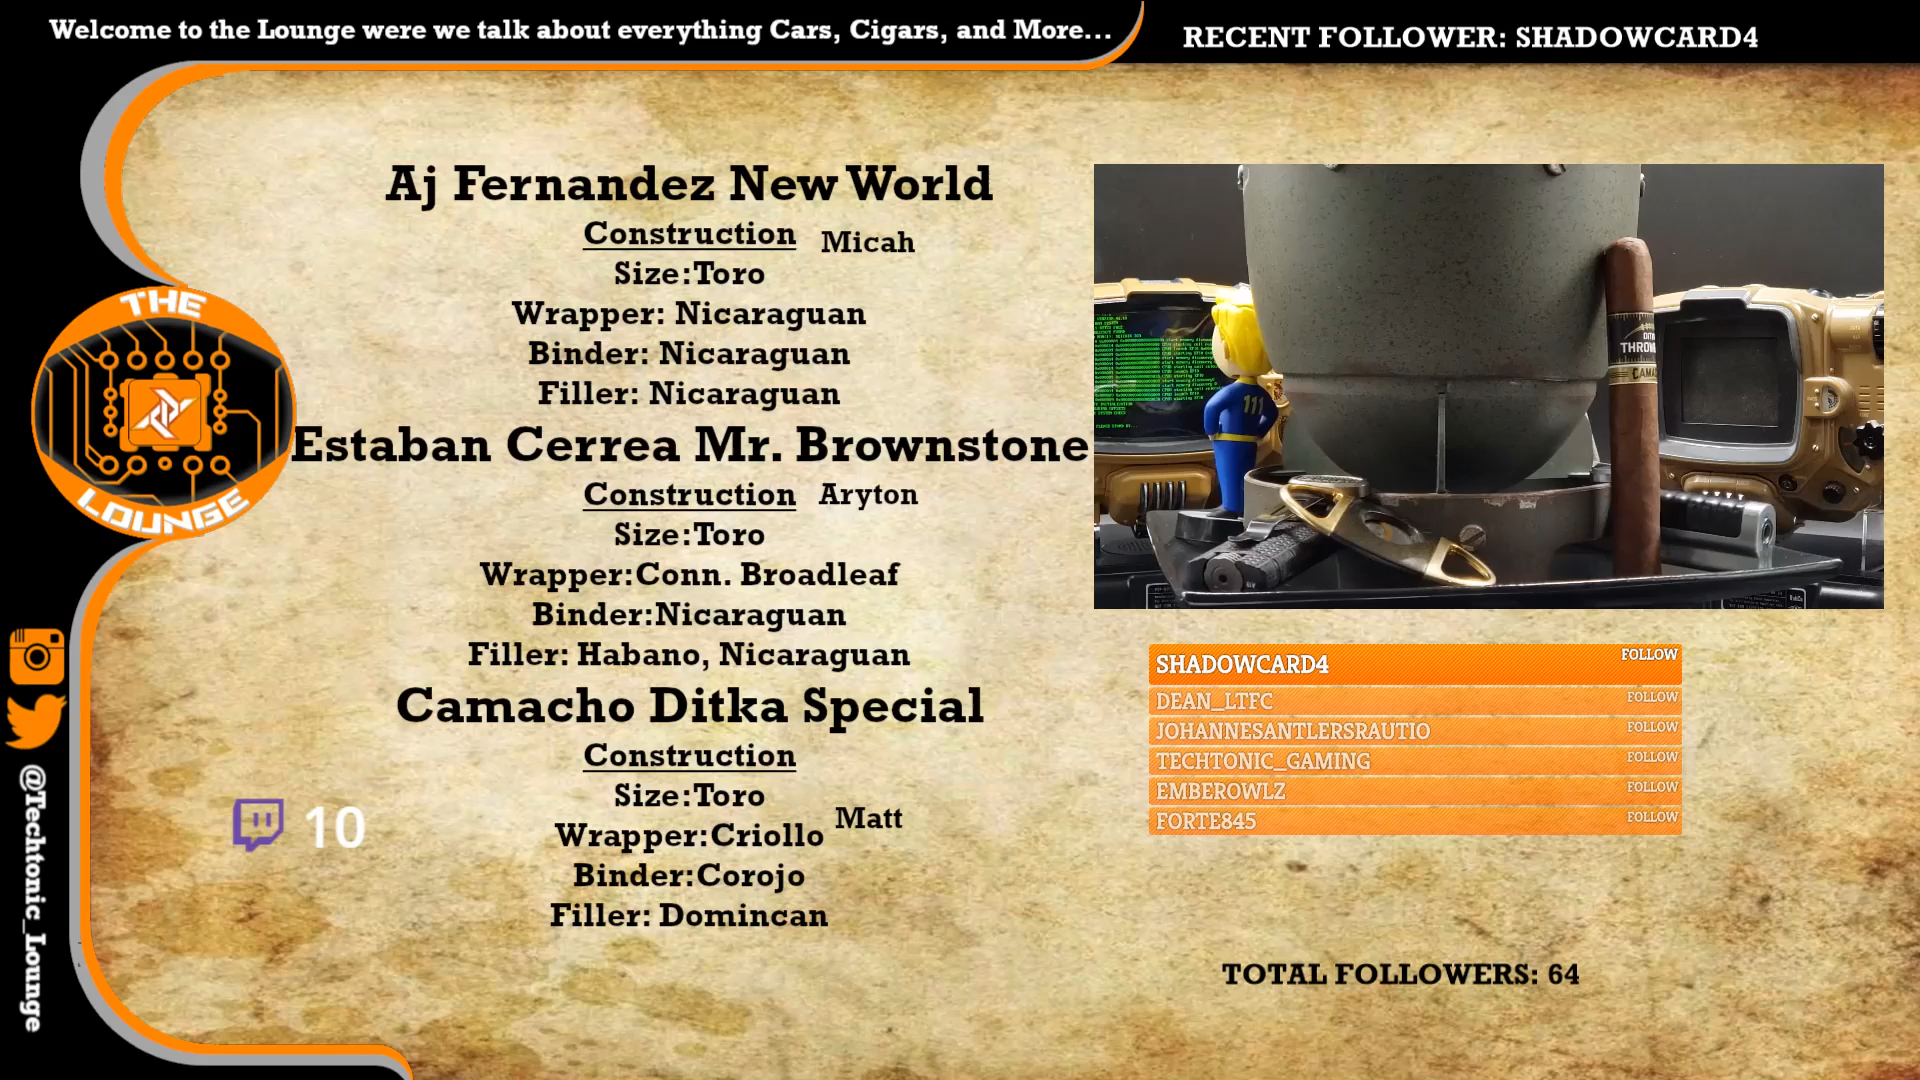 Welcome to the Lounge were we talk about everything Cars, Cigars, and More...
RECENT FOLLOWER: SHADOWCARD4
THE
LOUNGE
@Techtonic_Lounge
Aj Fernandez New World
Construction Micah
Size:Toro
Wrapper: Nicaraguan
Binder: Nicaraguan
Filler: Nicaraguan
Estaban Cerrea Mr. Brownstone
Construction Aryton
Size:Toro
Wrapper:Conn. Broadleaf
Binder:Nicaraguan
Filler: Habano, Nicaraguan
Camacho Ditka Special
Construction
Size:Toro
Matt
Wrapper:Criollo
Binder:Corojo
Filler: Domincan
10
111
SHADOWCARD4 FOLLOW
DEAN_LTFC FOLLOW
JOHANNESANTLERSRAUTIO FOLLOW
TECHTONIC_GAMING FOLLOW
EMBEROWLZ FOLLOW
FORTE845 FOLLOW
TOTAL FOLLOWERS: 64